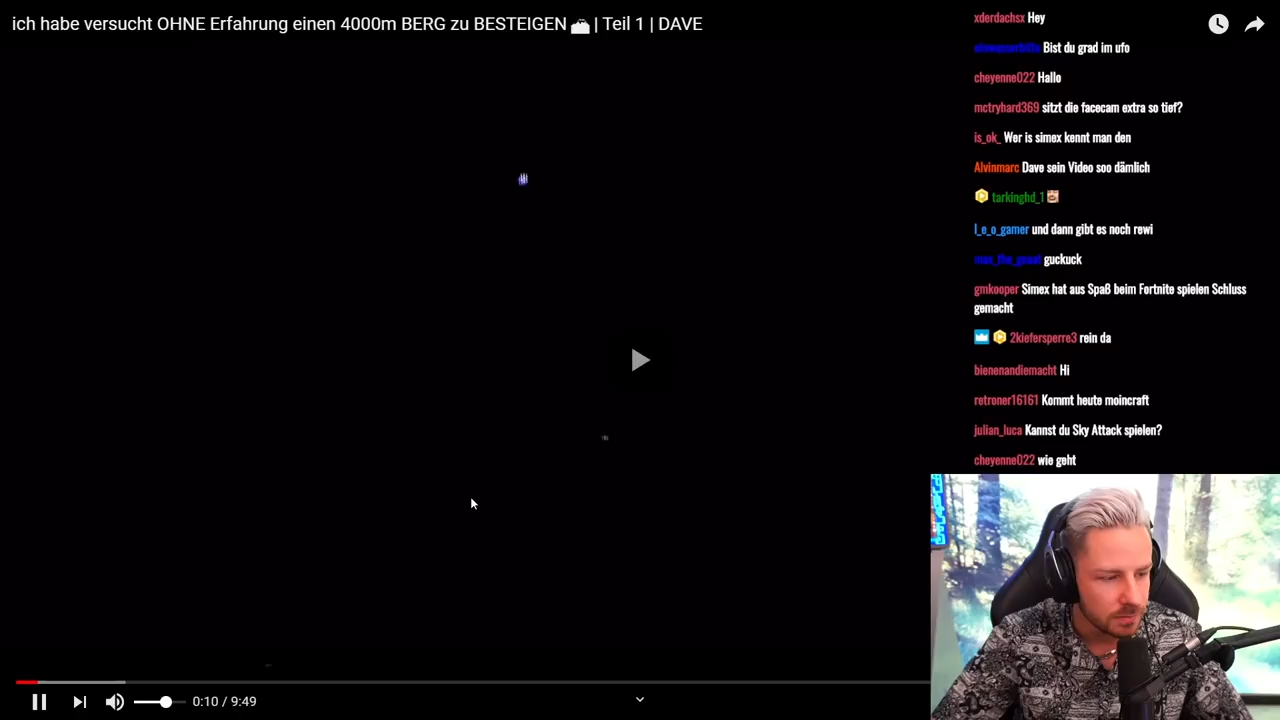 ich habe versucht OHNE Erfahrung einen 4000m BERG zu BESTEIGEN | Teil 1 | DAVE
xderdachsx Hey
Bist du grad im ufo
cheyenne022 Hallo
mctryhard369 sitzt die facecam extra so tief?
is_ok_ Wer is simex kennt man den
Alvinmarc Dave sein Video soo dämlich
tarkinghd_1
l_e_o_gamer und dann gibt es noch rewi
guckuck
gmkooper Simex hat aus Spaß beim Fortnite spielen Schluss
gemacht
2kiefersperre3 rein da
bienenandiemacht Hi
retroner16161 Kommt heute moincraft
julian_luca Kannst du Sky Attack spielen?
cheyenne022 wie geht
0:10 / 9:49